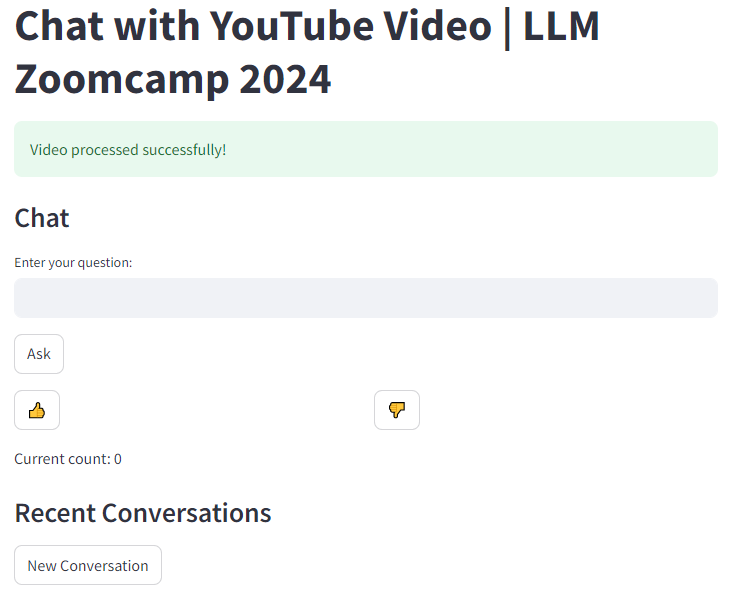 Chat with YouTube Video | LLM
Zoomcamp 2024
Video processed successfully!
Chat
Enter your question:
Ask
Current count: 0
Recent Conversations
New Conversation